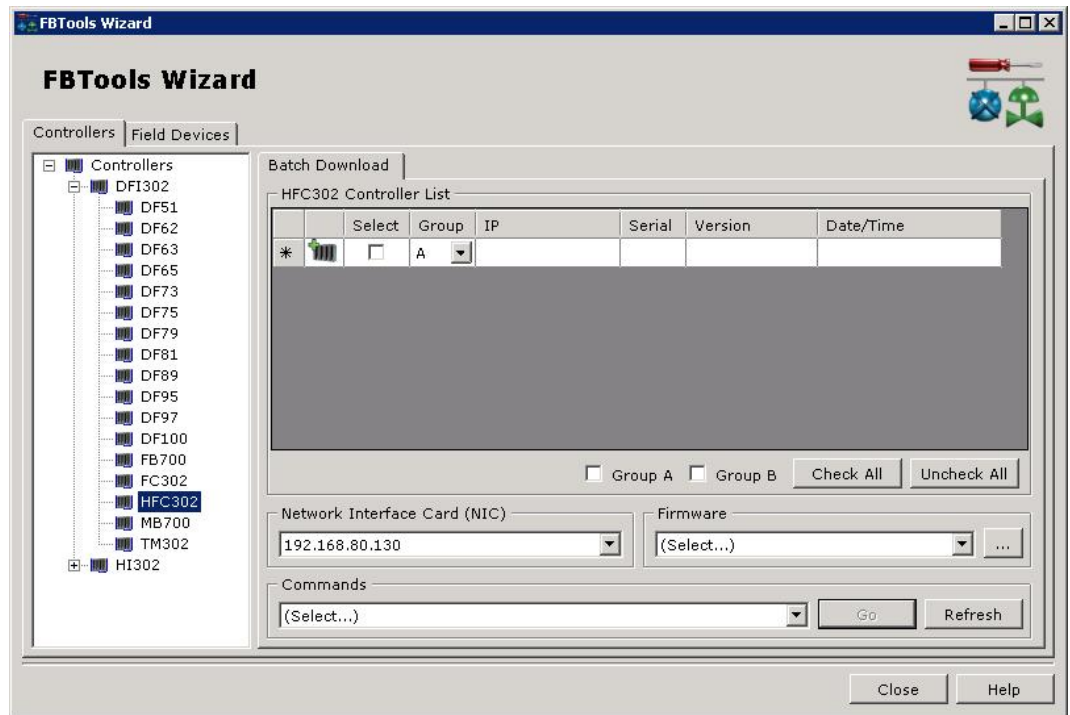 FBTools Wizard
FBTools Wizard
Controllers Field Devices
Controllers
DFI302
DF51
DF62
DF63
DF65
DF73
DF75
DF79
DF81
DF89
DF95
DF97
DF100
FB700
FC302
HFC302
MB700
TM302
HI302
Batch Download
HFC302 Controller List
Select Group IP Serial Version Date/Time
* A
Group A Group B Check All Uncheck All
Network Interface Card (NIC) Firmware
192.168.80.130 (Select...) ...
Commands
(Select...) Go Refresh
Close Help